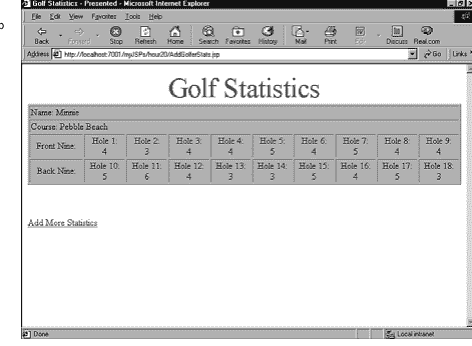 Golf Statistics - Presented - Microsoft Internet Explorer
File Edit View Favorites Tools Help
Back Forward Stop Refresh Home Search Favorites History Mail Print Edit Discuss Real.com
Address http://localhost:7001/myJSPs/hour20/AddGolferStats.jsp Go Links
Golf Statistics
Name: Minnie
Course: Pebble Beach
Front Nine: Hole 1: Hole 2: Hole 3: Hole 4: Hole 5: Hole 6: Hole 7: Hole 8: Hole 9:
4 3 4 4 5 4 5 4 4
Back Nine: Hole 10: Hole 11: Hole 12: Hole 13: Hole 14: Hole 15: Hole 16: Hole 17: Hole 18:
5 6 4 3 3 5 4 5 3
Add More Statistics
Done Local intranet